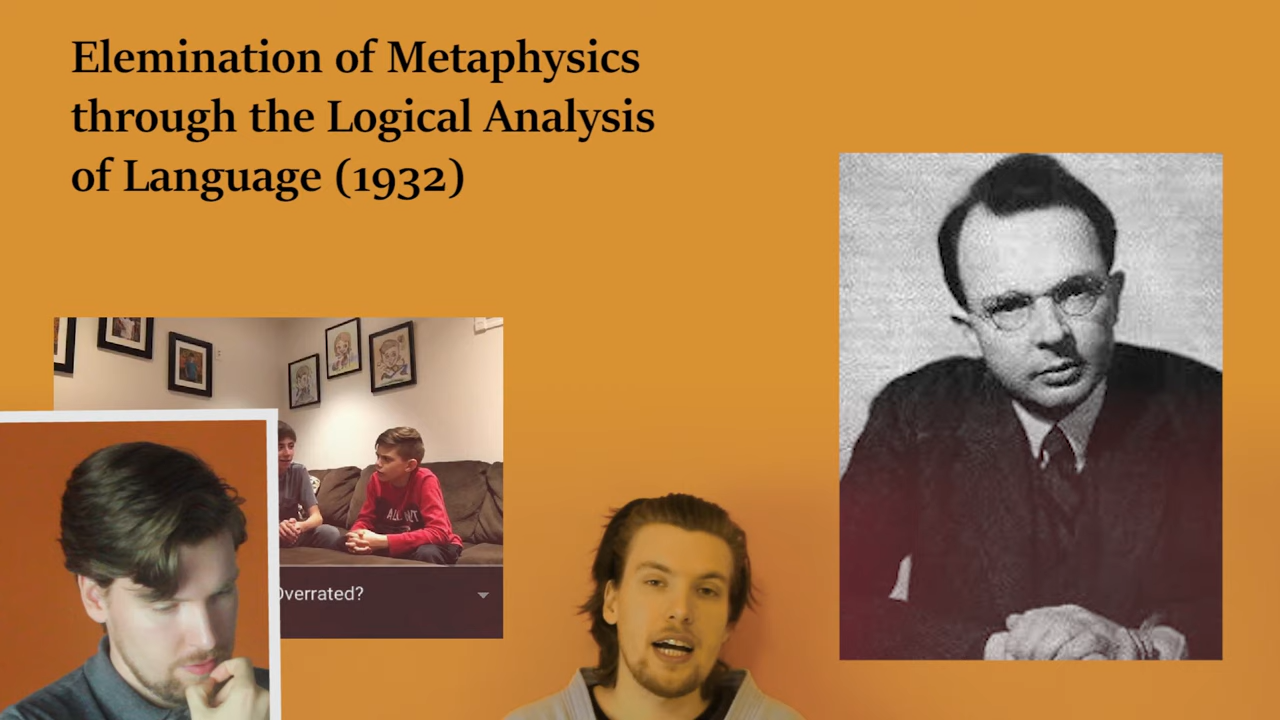 Elemination of Metaphysics
through the Logical Analysis
of Language (1932)
Overrated?